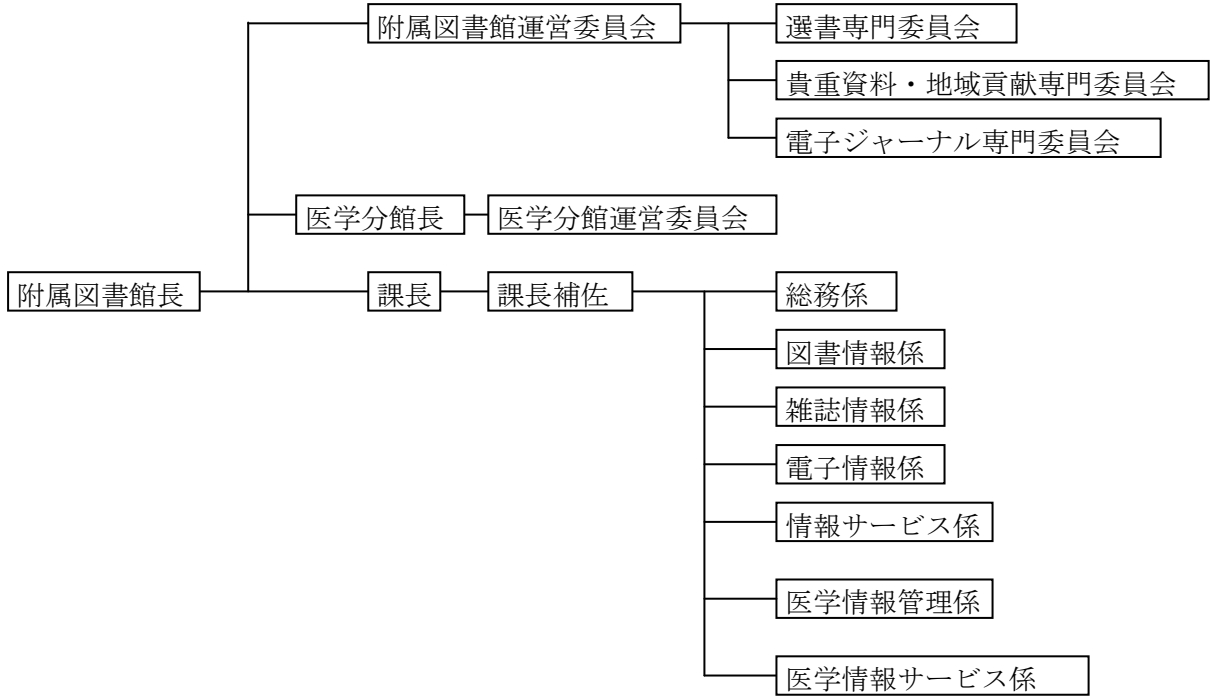 附属図書館運営委員会
選書専門委員会
貴重資料・地域貢献専門委員会
電子ジャーナル専門委員会
医学分館長
医学分館運営委員会
附属図書館長
課長
課長補佐
総務係
図書情報係
雑誌情報係
電子情報係
情報サービス係
医学情報管理係
医学情報サービス係